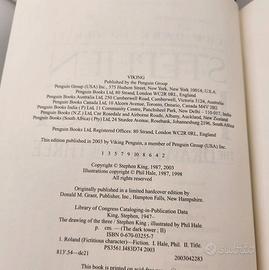 VIKING
Published by the Penguin Group
Penguin Group (USA) Inc., 375 Hudson Street, New York, New York 10014, U.S.A.
Penguin Books Ltd, 80 Strand, London WC2R 0RL, England
Penguin Books Australia Ltd, 250 Camberwell Road, Camberwell, Victoria 3124, Australia
Penguin Books Canada Ltd, 10 Alcorn Avenue, Toronto, Ontario, Canada M4V 3B2
Penguin Books India (P) Ltd, 11 Community Centre, Panchsheel Park, New Delhi – 110 017, India
Penguin Books (N.Z.) Ltd, Cnr Rosedale and Airborne Roads, Albany, Auckland, New Zealand
Penguin Books (South Africa) (Pty) Ltd, 24 Sturdee Avenue, Rosebank, Johannesburg 2196, South Africa
Penguin Books Ltd, Registered Offices: 80 Strand, London WC2R 0RL, England
This edition published in 2003 by Viking Penguin, a member of Penguin Group (USA) Inc.
1 3 5 7 9 10 8 6 4 2
Copyright © Stephen King, 1987, 2003
Illustrations copyright © Phil Hale, 1987, 1998
All rights reserved
Originally published in a limited hardcover edition by
Donald M. Grant, Publisher, Inc., Hampton Falls, New Hampshire.
Library of Congress Cataloging-in-Publication Data
King, Stephen, 1947–
The drawing of the three / Stephen King ; illustrated by Phil Hale.
p. cm. — (The dark tower ; II)
ISBN 0-670-03255-7
1. Roland (Fictitious character)—Fiction. I. Hale, Phil. II. Title.
PS3561.I483D74 2003
813'.54—dc21 2003042283
This book is printed on acid-free paper.